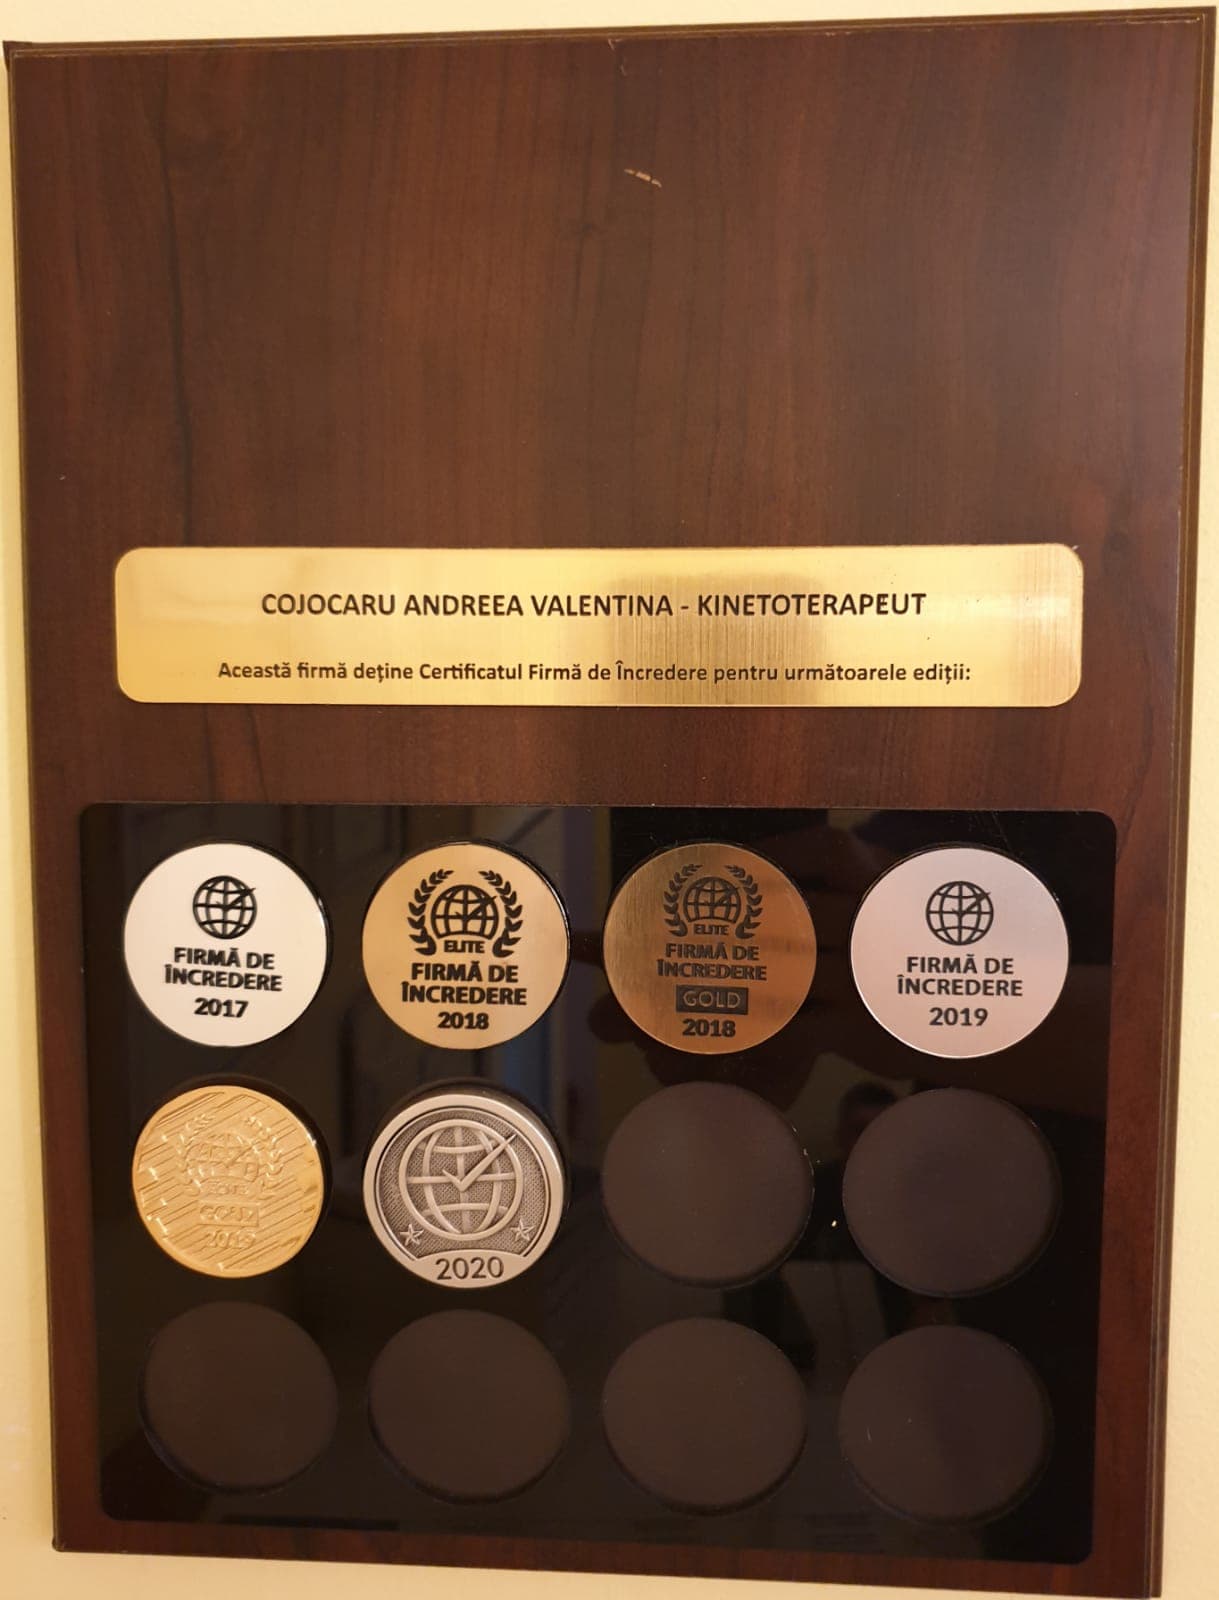 COJOCARU ANDREEA VALENTINA - KINETOTERAPEUT
Această firmă deține Certificatul Firmă de Încredere pentru următoarele ediții:
FIRMĂ DE
ÎNCREDERE
2017
ELITE
FIRMĂ DE
ÎNCREDERE
2018
ELITE
FIRMĂ DE
ÎNCREDERE
GOLD
2018
FIRMĂ DE
ÎNCREDERE
2019
GOLD
2019
2020